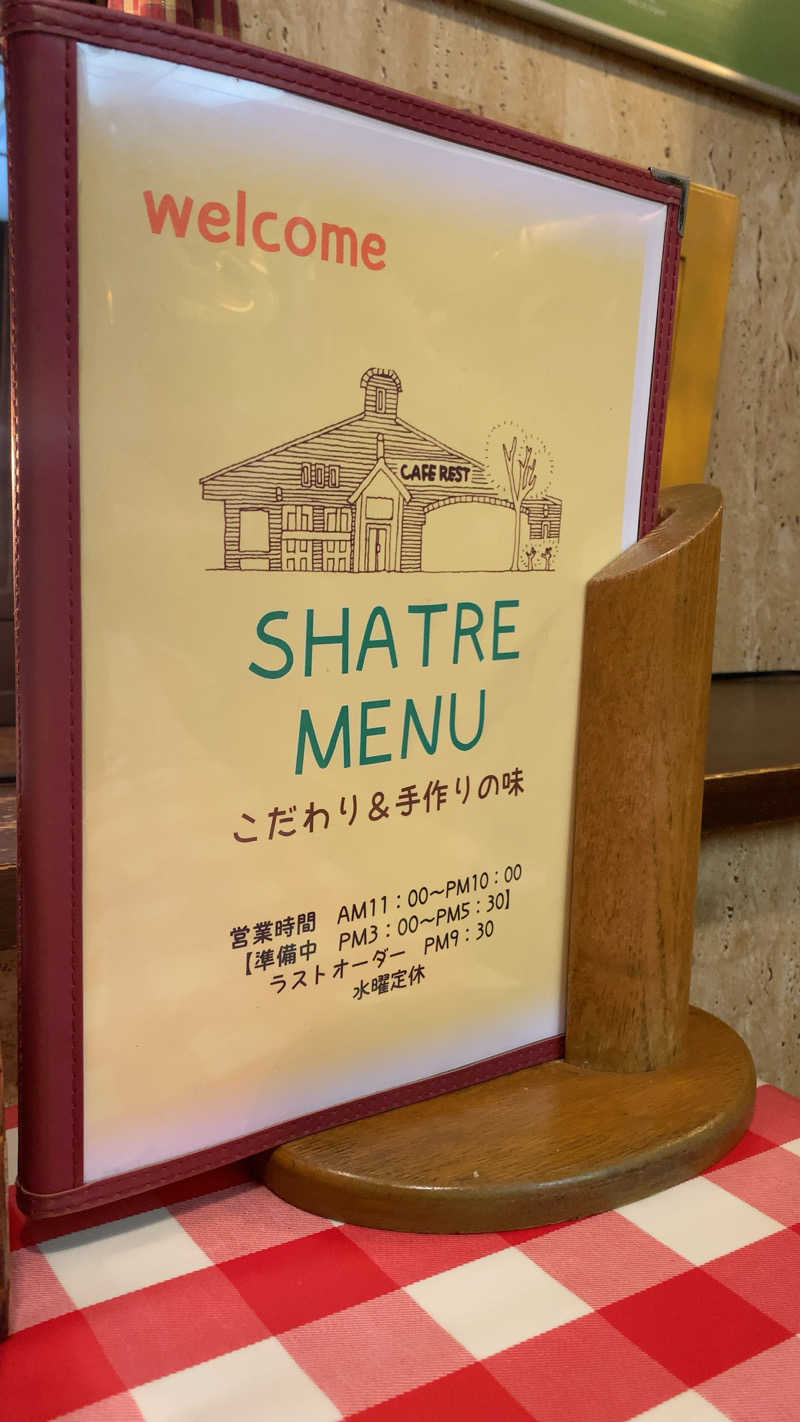 welcome
CAFE REST
SHATRE
MENU
こだわり＆手作りの味
営業時間　AM11：00〜PM10：00
【準備中　PM3：00〜PM5：30】
ラストオーダー　PM9：30
水曜定休